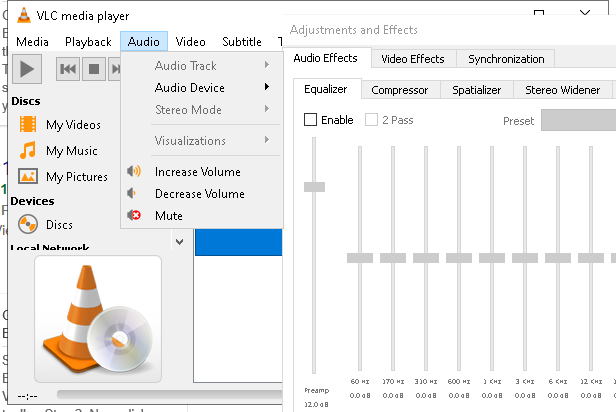 VLC media player
Media Playback Audio Video Subtitle T
Adjustments and Effects
Audio Effects Video Effects Synchronization
Equalizer Compressor Spatializer Stereo Widener
Enable 2 Pass Preset
Audio Track
Audio Device
Stereo Mode
Visualizations
Increase Volume
Decrease Volume
Mute
Discs
My Videos
My Music
My Pictures
Devices
Discs
Local Network
--:--
Preamp
12.0 dB
60 Hz 170 Hz 310 Hz 600 Hz 1 KHz 3 KHz 6 KHz 12 KHz
0.0 dB 0.0 dB 0.0 dB 0.0 dB 0.0 dB 0.0 dB 0.0 dB 0.0 dB